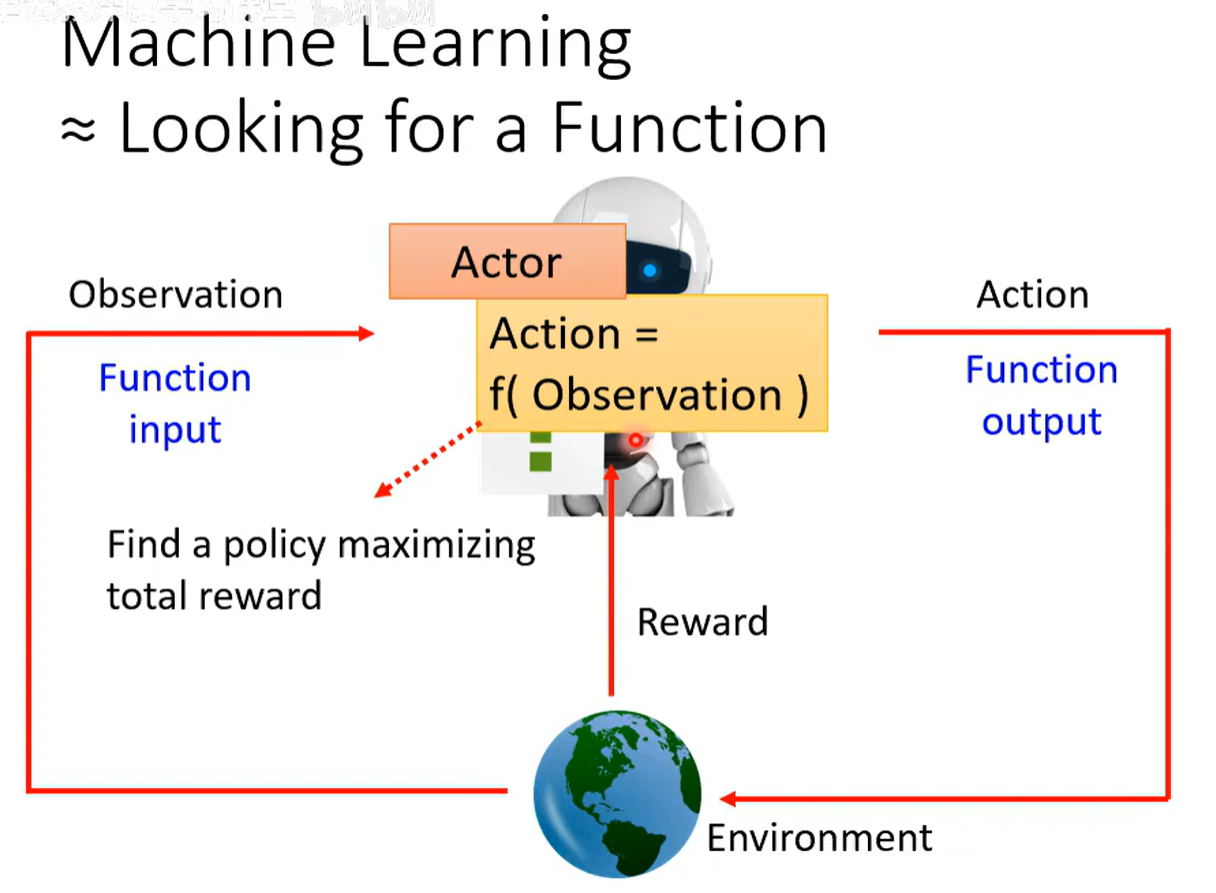 Machine Learning
≈ Looking for a Function
Actor
Observation
Action
Action =
f( Observation )
Function
input
Function
output
Find a policy maximizing
total reward
Reward
Environment